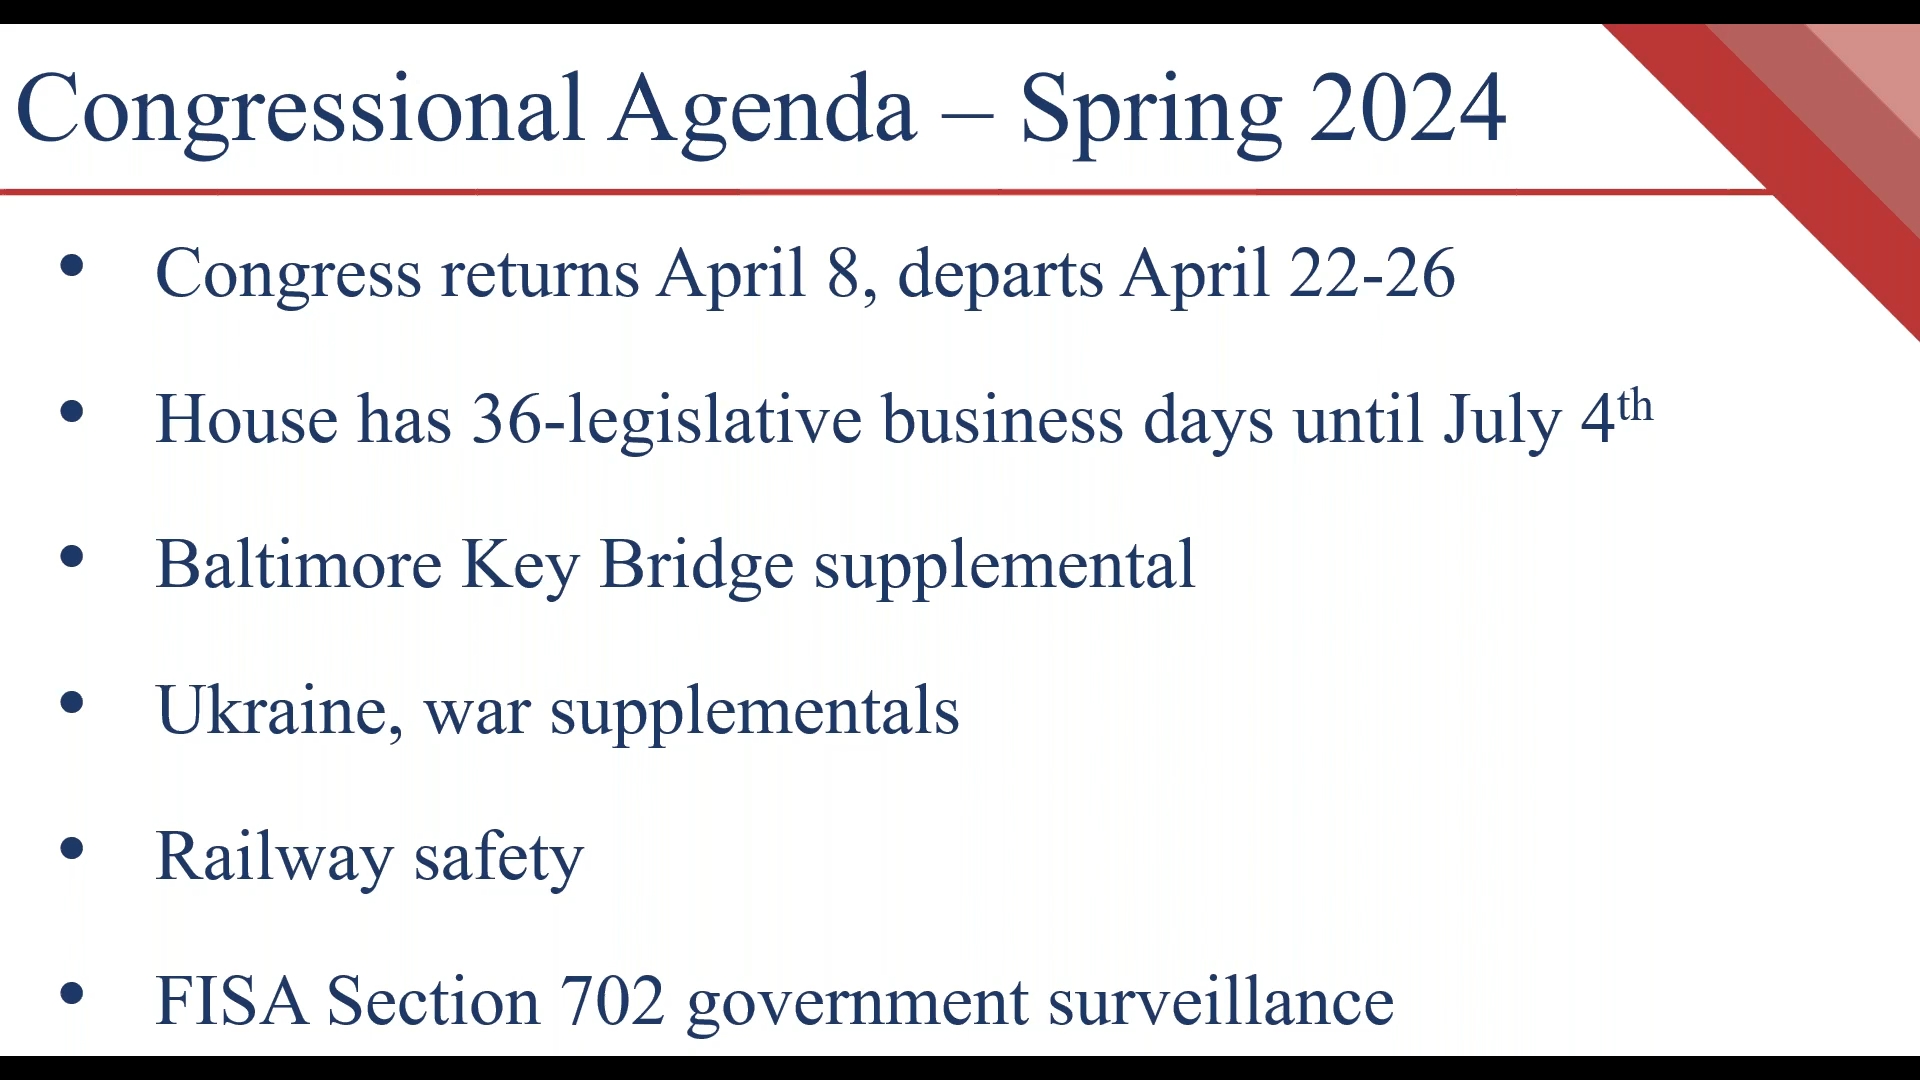 Congressional Agenda – Spring 2024
• Congress returns April 8, departs April 22-26
• House has 36-legislative business days until July 4th
• Baltimore Key Bridge supplemental
• Ukraine, war supplementals
• Railway safety
• FISA Section 702 government surveillance